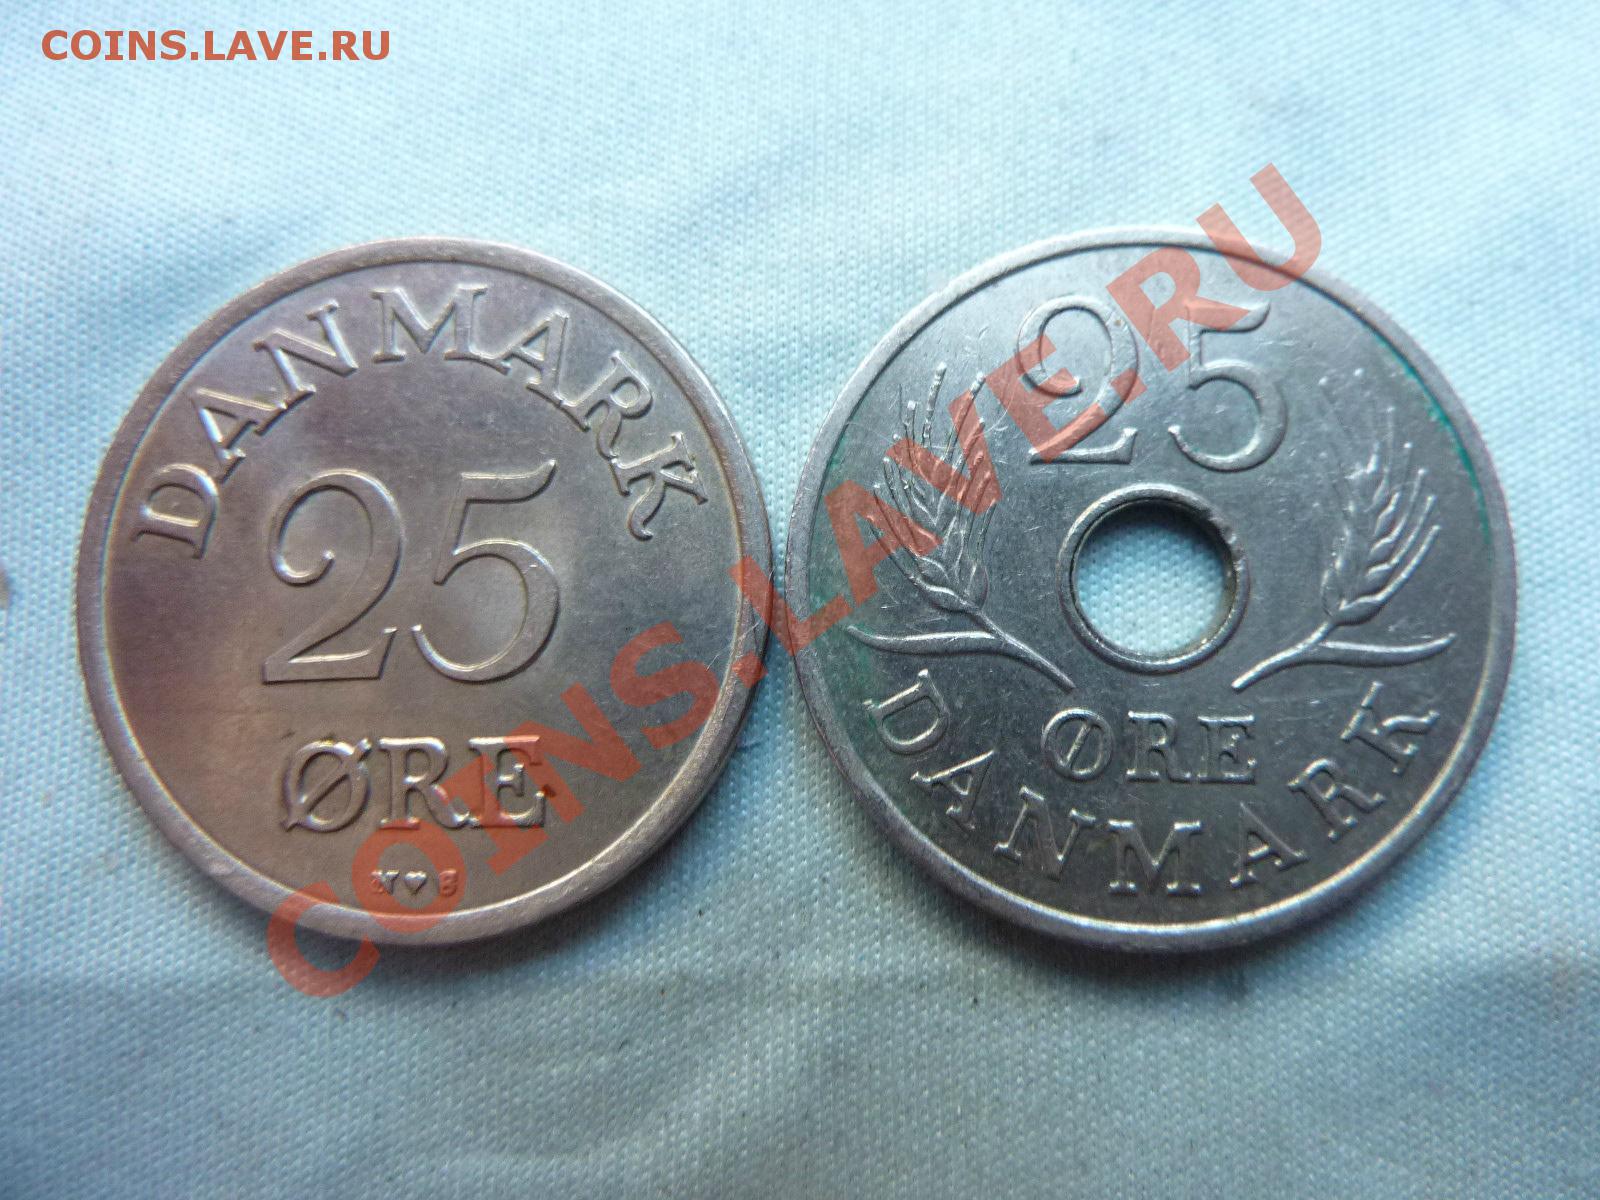 COINS.LAVE.RU
DANMARK
25
ØRE
N♥S
25
ØRE
DANMARK
COINS.LAVE.RU